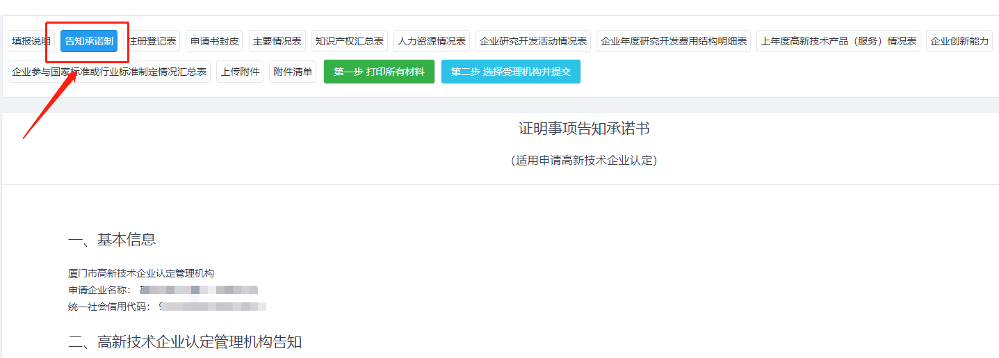 填报说明 告知承诺制 注册登记表 申请书封皮 主要情况表 知识产权汇总表 人力资源情况表 企业研究开发活动情况表 企业年度研究开发费用结构明细表 上年度高新技术产品（服务）情况表 企业创新能力
企业参与国家标准或行业标准制定情况汇总表 上传附件 附件清单 第一步 打印所有材料 第二步 选择受理机构并提交
证明事项告知承诺书
（适用申请高新技术企业认定）
一、基本信息
厦门市高新技术企业认定管理机构
申请企业名称：
统一社会信用代码： 9
二、高新技术企业认定管理机构告知